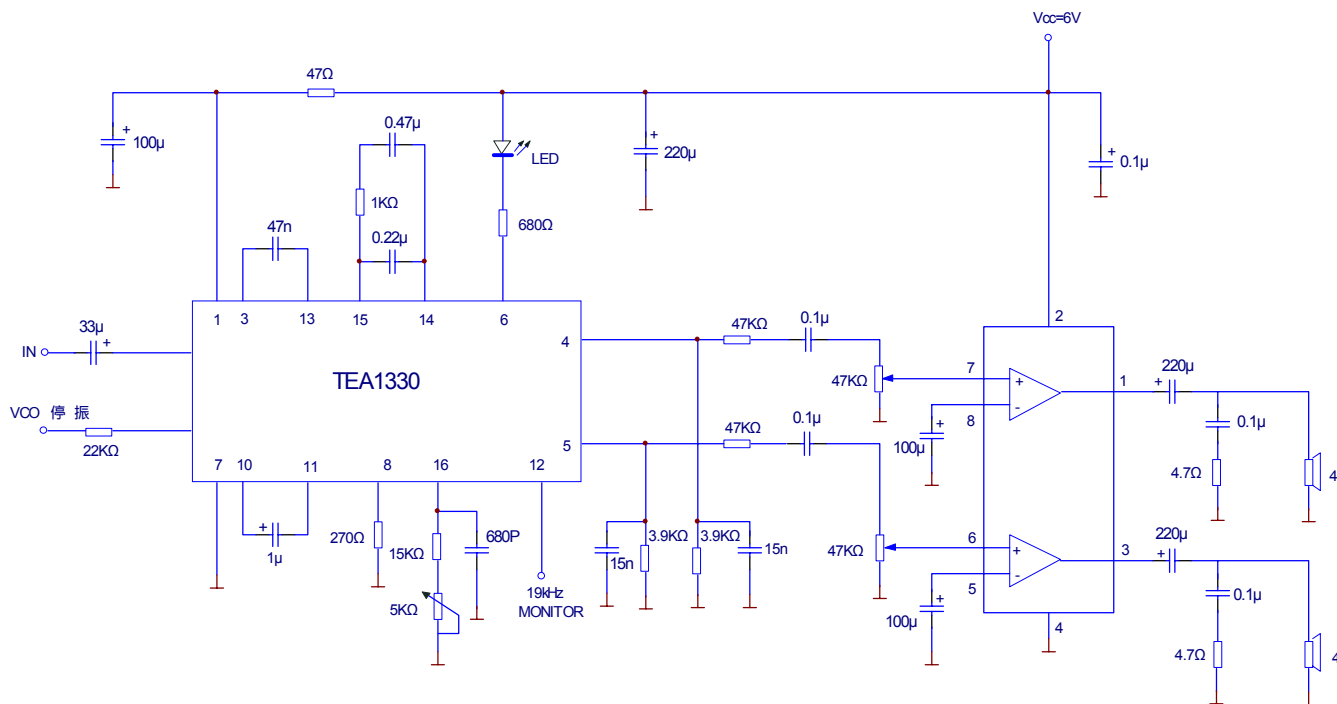 Vcc=6V
47Ω
100μ
+
0.47μ
LED
220μ
+
0.1μ
+
1KΩ
680Ω
47n
0.22μ
1
3
13
15
14
6
2
33μ
+
IN
4
47KΩ
0.1μ
TEA1330
47KΩ
7
+
-
1
220μ
+
8
VCO 停 振
22KΩ
5
47KΩ
0.1μ
100μ
+
0.1μ
4.7Ω
4
7
10
11
8
16
12
+
1μ
270Ω
15KΩ
680P
3.9KΩ
3.9KΩ
15n
15n
47KΩ
6
+
-
3
220μ
+
5
5KΩ
19kHz
MONITOR
100μ
+
4
0.1μ
4.7Ω
4